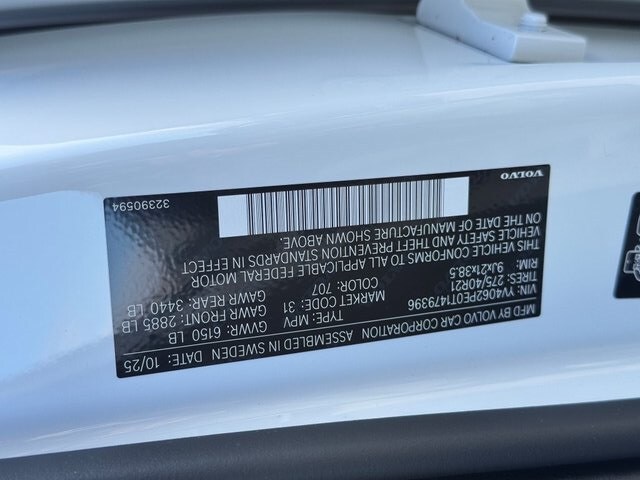 MFD BY VOLVO CAR CORPORATION ASSEMBLED IN SWEDEN DATE: 10/25
VIN: YV4062PE0T1479396 TYPE: MPV GVWR: 6150 LB
TIRES: 275/40R21 MARKET CODE: 31 GAWR FRONT: 2885 LB
RIM: 9Jx21x38.5 COLOR: 707 GAWR REAR: 3440 LB
THIS VEHICLE CONFORMS TO ALL APPLICABLE FEDERAL MOTOR
VEHICLE SAFETY AND THEFT PREVENTION STANDARDS IN EFFECT
ON THE DATE OF MANUFACTURE SHOWN ABOVE.
VOLVO 32390594